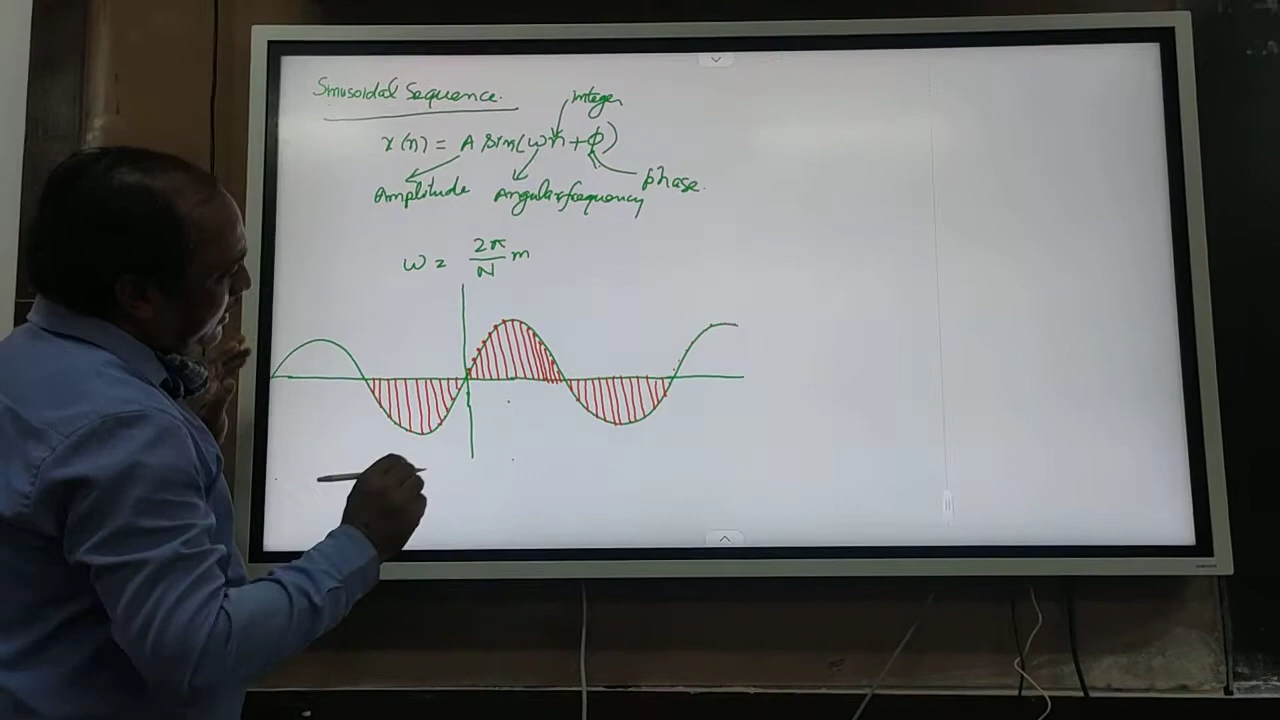 Sinusoidal Sequence.
integer
x(n) = A sin(ωn+ϕ)
Amplitude Angular frequency phase.
ω = 2π/N m